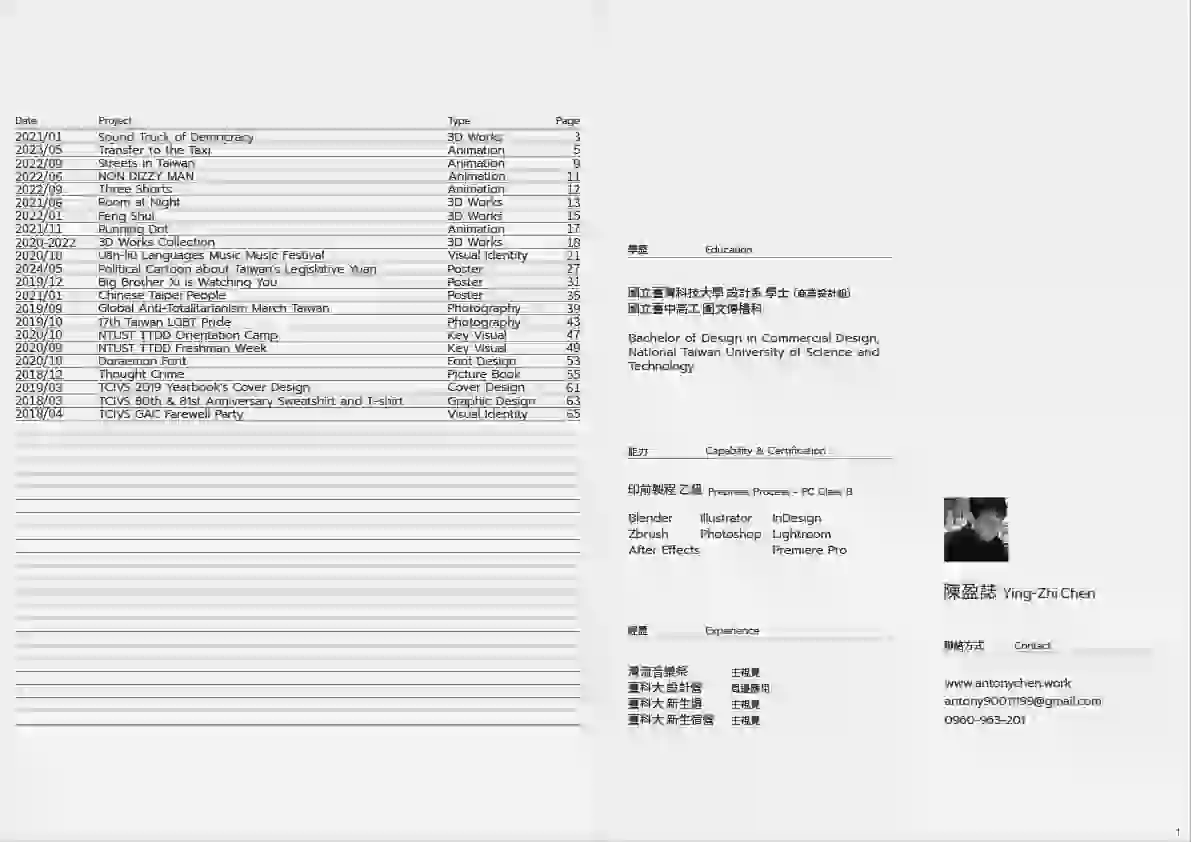 Date Project Type Page
2021/01 Sound Truck of Democracy 3D Works 3
2023/05 Transfer to the Taxi Animation 5
2022/09 Streets in Taiwan Animation 9
2022/06 NON DIZZY MAN Animation 11
2022/09 Three Shorts Animation 12
2021/06 Room at Night 3D Works 13
2022/01 Feng Shui 3D Works 15
2021/11 Running Dot Animation 17
2020-2022 3D Works Collection 3D Works 18
2020/10 Languages Music Music Festival Visual Identity 21
2024/05 Political Cartoon about Taiwan's Legislative Yuan Poster 27
2019/12 Big Brother Xi is Watching You Poster 31
2021/01 Chinese Taipei People Poster 35
2019/09 Global Anti-Totalitarianism March Taiwan Photography 39
2019/10 17th Taiwan LGBT Pride Photography 43
2020/10 NTUST TTDD Orientation Camp Key Visual 47
2020/09 NTUST TTDD Freshman Week Key Visual 49
2020/10 Doraemon Font Font Design 53
2018/12 Thought Crime Picture Book 55
2019/03 TCIVS 2019 Yearbook's Cover Design Cover Design 61
2018/03 TCIVS 80th & 81st Anniversary Sweatshirt and T-shirt Graphic Design 63
2018/04 TCIVS GAC Farewell Party Visual Identity 65
學歷 Education
國立臺灣科技大學 設計系 學士 (商業設計組)
國立臺中高工 圖文傳播科
Bachelor of Design in Commercial Design,
National Taiwan University of Science and
Technology
能力 Capability & Certification
印前製程 乙級 Prepress Process - PC Class B
Blender Illustrator InDesign
Zbrush Photoshop Lightroom
After Effects Premiere Pro
經歷 Experience
音樂祭 主視覺
臺科大 設計營
臺科大 新生週 主視覺
臺科大 新生宿營 主視覺
陳盈誌 Ying-Zhi Chen
聯絡方式 Contact
www.antonychen.work
antony90011199@gmail.com
0960-963-201
1